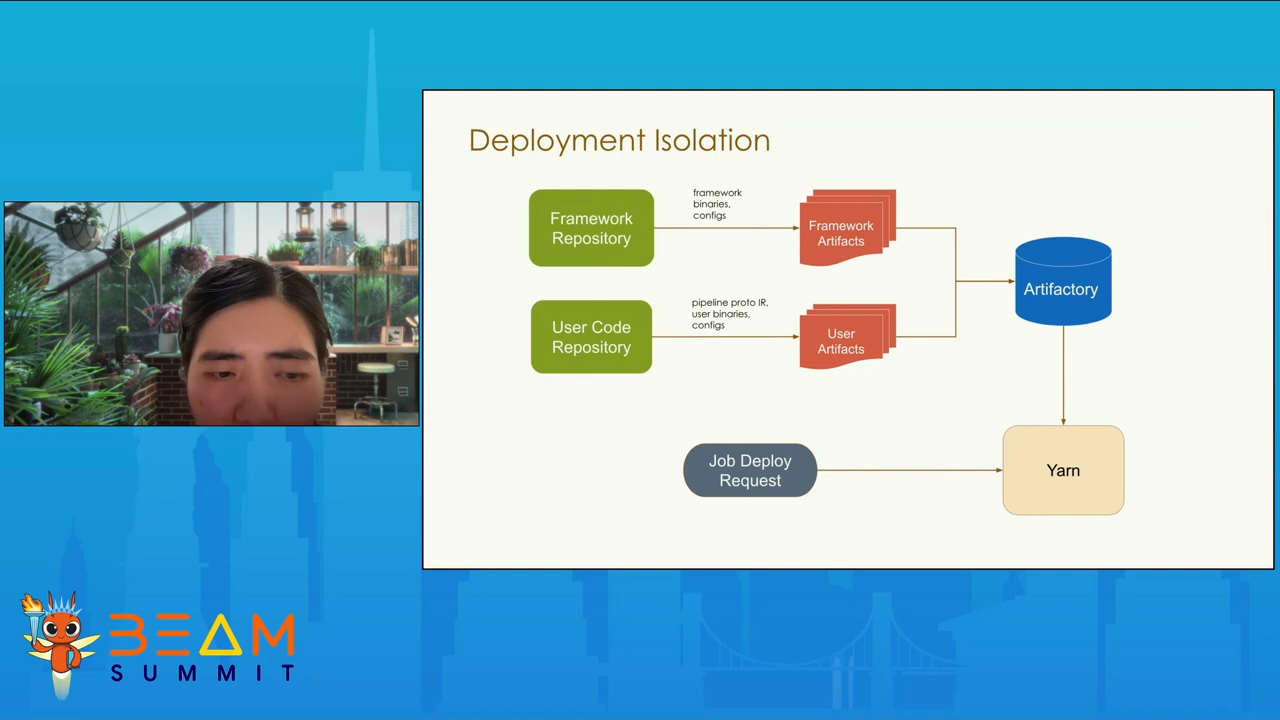 Deployment Isolation
Framework
Repository
framework
binaries,
configs
Framework
Artifacts
Artifactory
User Code
Repository
pipeline proto IR,
user binaries,
configs
User
Artifacts
Job Deploy
Request
Yarn
BEAM
SUMMIT